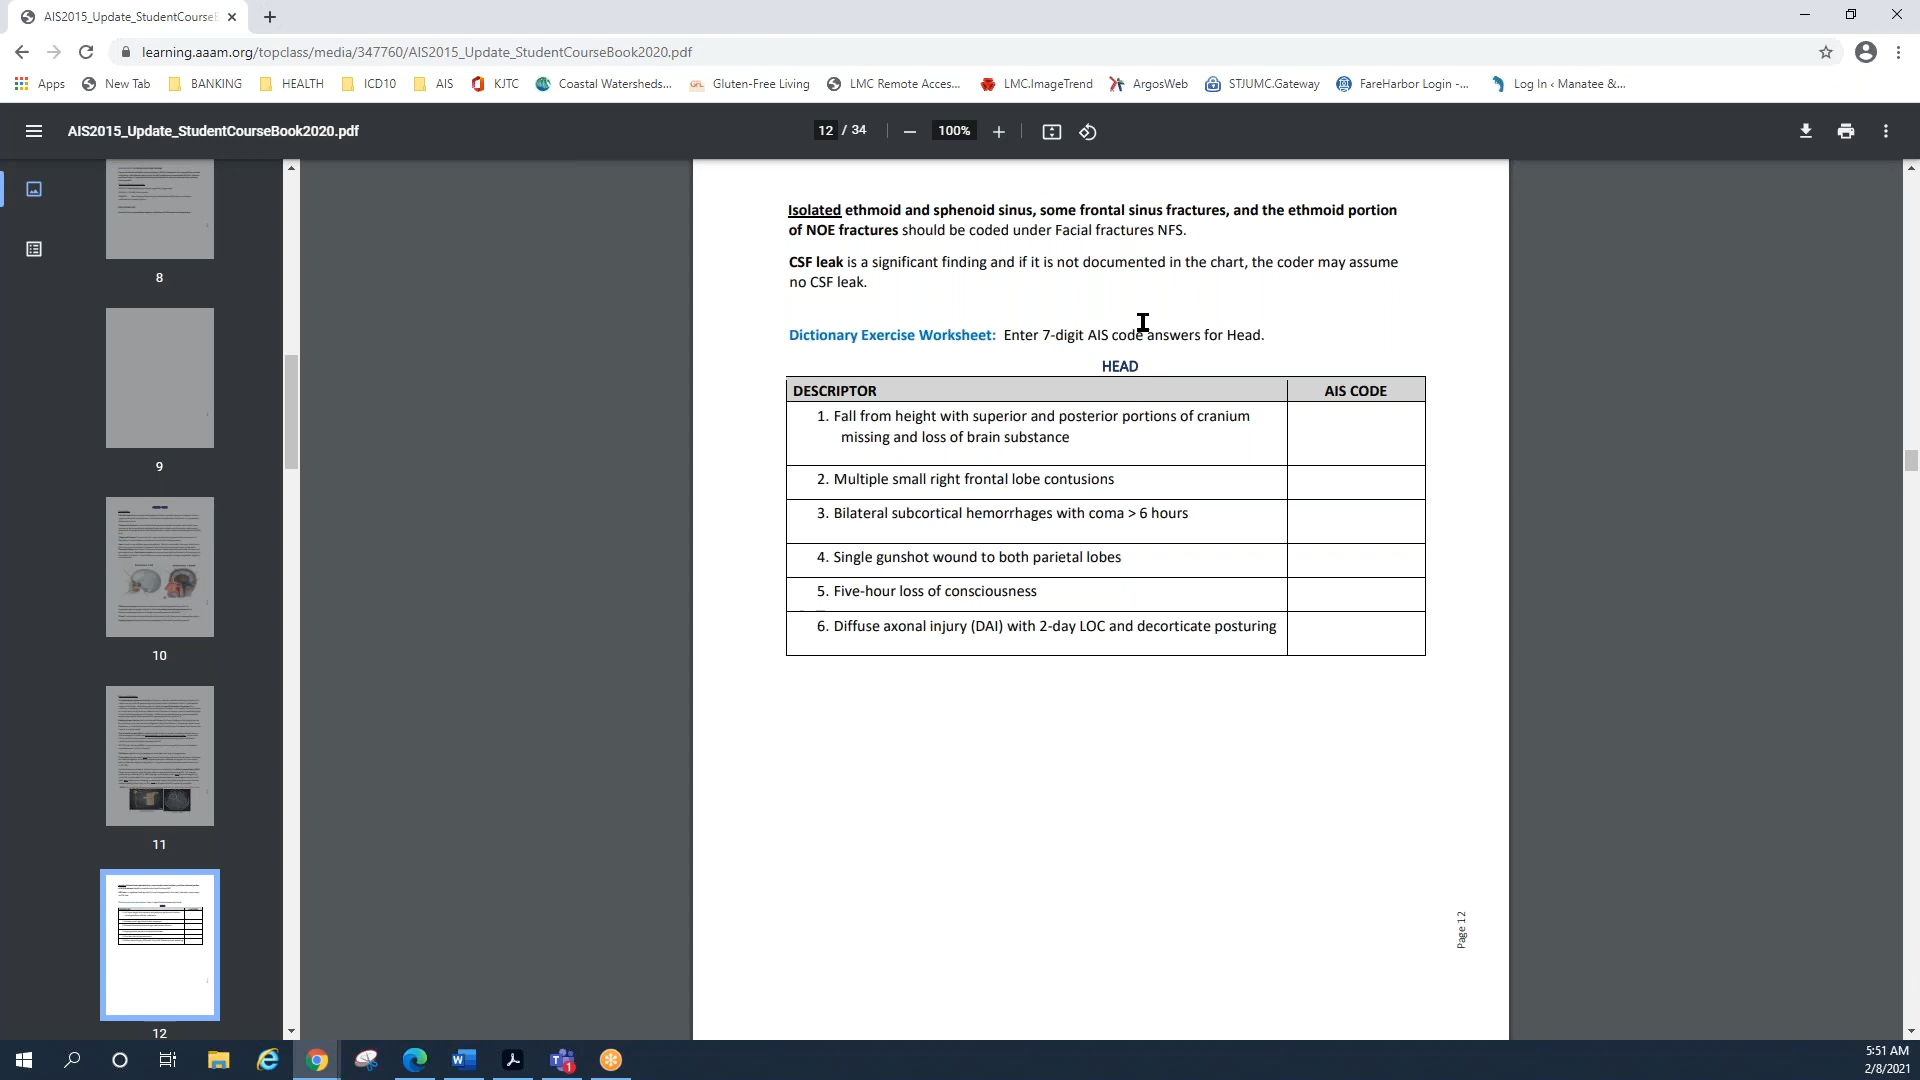 AIS2015_Update_StudentCourseE
learning.aaam.org/topclass/media/347760/AIS2015_Update_StudentCourseBook2020.pdf
Apps New Tab BANKING HEALTH ICD10 AIS KJTC Coastal Watersheds... GFL Gluten-Free Living LMC Remote Acces... LMC.ImageTrend ArgosWeb STJUMC.Gateway FareHarbor Login -... Log In ‹ Manatee &...
AIS2015_Update_StudentCourseBook2020.pdf 12 / 34 100%
8
9
10
11
12
Isolated ethmoid and sphenoid sinus, some frontal sinus fractures, and the ethmoid portion
of NOE fractures should be coded under Facial fractures NFS.
CSF leak is a significant finding and if it is not documented in the chart, the coder may assume
no CSF leak.
Dictionary Exercise Worksheet: Enter 7-digit AIS code answers for Head.
HEAD
DESCRIPTOR AIS CODE
1. Fall from height with superior and posterior portions of cranium
missing and loss of brain substance
2. Multiple small right frontal lobe contusions
3. Bilateral subcortical hemorrhages with coma > 6 hours
4. Single gunshot wound to both parietal lobes
5. Five-hour loss of consciousness
6. Diffuse axonal injury (DAI) with 2-day LOC and decorticate posturing
Page 12
5:51 AM
2/8/2021